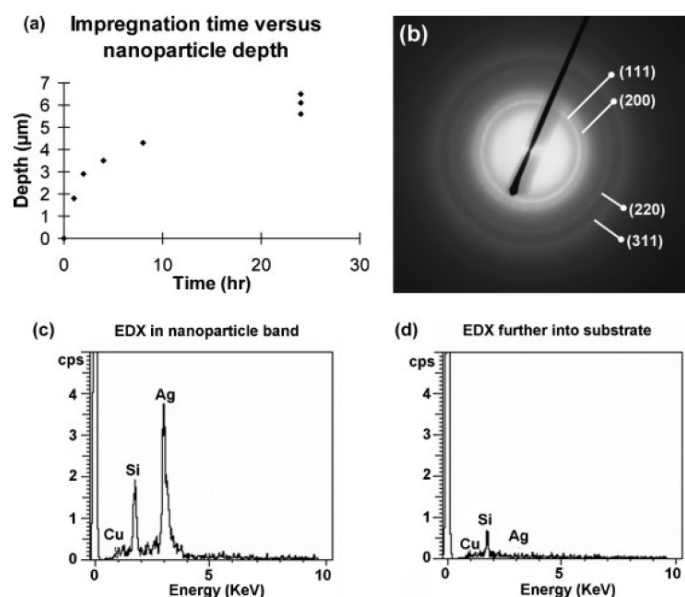 (a) Impregnation time versus
nanoparticle depth
7
6
5
4
3
2
1
0
Depth (µm)
0 10 20 30
Time (hr)
(b)
(111)
(200)
(220)
(311)
(c) EDX in nanoparticle band
cps
4
3
2
1
0
Cu
Si
Ag
0 5 10
Energy (KeV)
(d) EDX further into substrate
cps
4
3
2
1
0
Cu
Si
Ag
0 5 10
Energy (KeV)